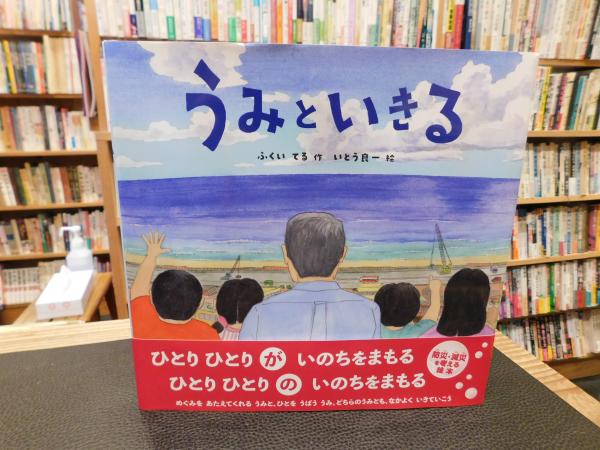 うみといきる
ふくい てる 作 いとう良一 絵
ひとり ひとり が いのちをまもる
ひとり ひとり の いのちをまもる
防災・減災
を考える
絵本
めぐみを あたえてくれる うみと、ひとを うばう うみ、どちらのうみとも、なかよく いきていこう